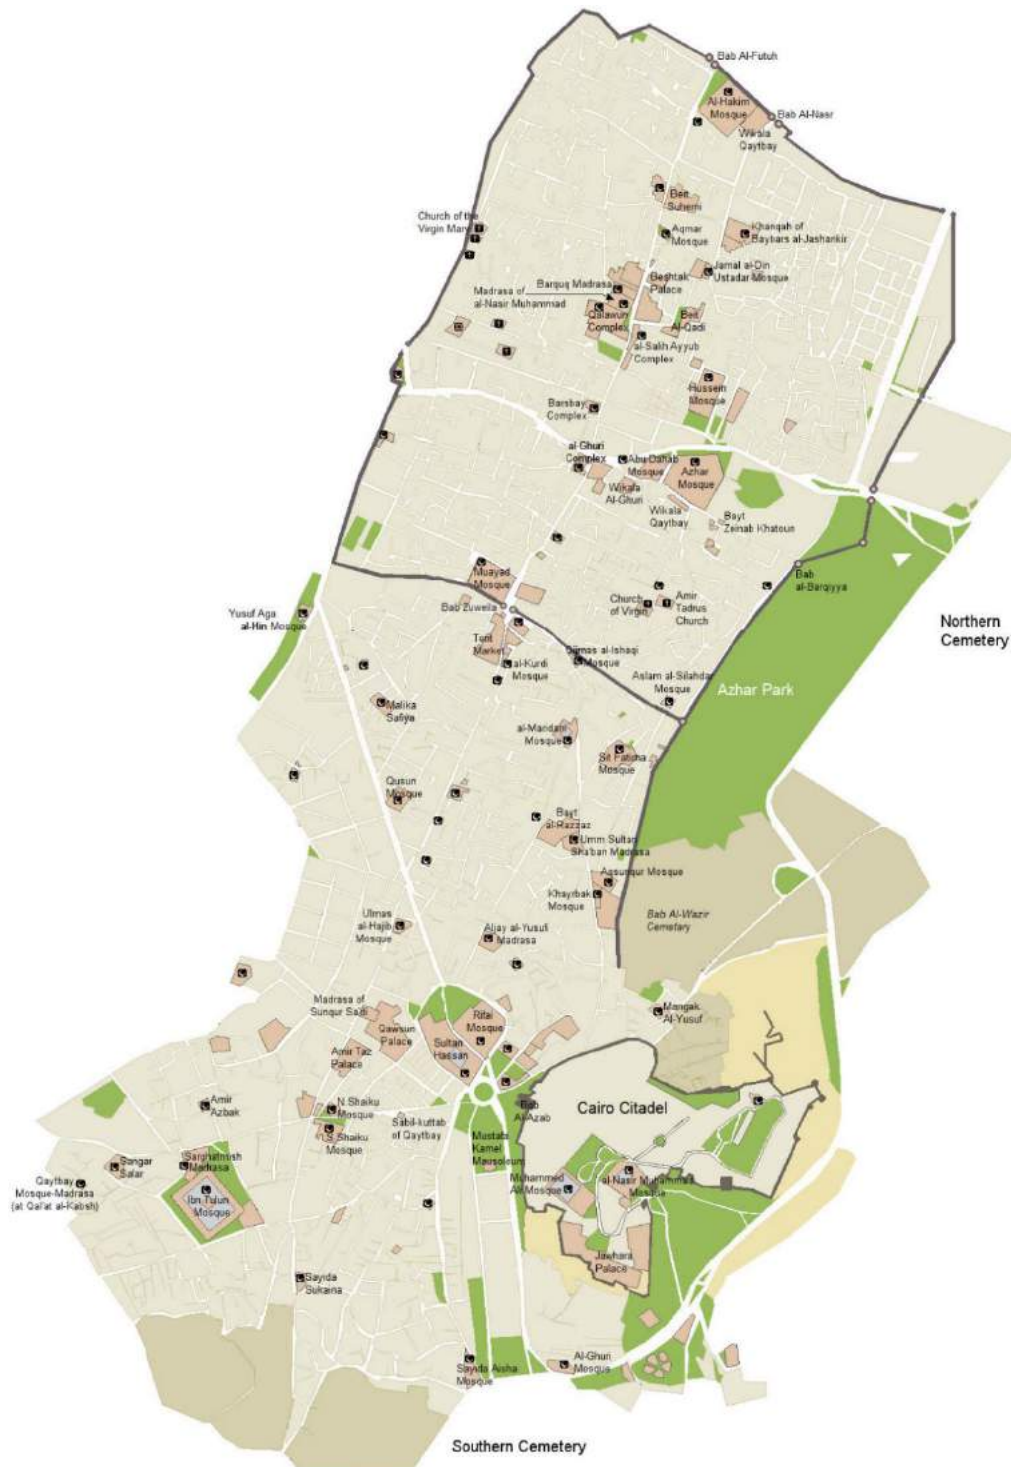 Bab Al-Futuh
Al-Hakim
Mosque
Bab Al-Nasr
Wikala
Qaytbay
Beit
Suhemi
Church of the
Virgin Mary
Aqmar
Mosque
Khanqah of
Baybars al-Jashankir
Jamal al-Din
Ustadar Mosque
Barquq Madrasa
Beshtak
Palace
Madrasa of
al-Nasir Muhammad
Qalawun
Complex
Beit
Al-Qadi
al-Salih Ayyub
Complex
Hussein
Mosque
Barsbay
Complex
al-Ghuri
Complex
Abu Dahab
Mosque
Azhar
Mosque
Wikala
Al-Ghuri
Wikala
Qaytbay
Bayt
Zeinab Khatoun
Muayad
Mosque
Bab
al-Barqiyya
Bab Zuweila
Church
of Virgin
Amir
Tadrus
Church
Yusuf Aga
al-Hin Mosque
Northern
Cemetery
Tent
Market
al-Kurdi
Mosque
Qijmas al-Ishaqi
Mosque
Aslam al-Silahdar
Mosque
Azhar Park
Malika
Safiya
al-Mardani
Mosque
Sit Faticha
Mosque
Qusun
Mosque
Bayt
al-Razzaz
Umm Sultan
Sha'ban Madrasa
Aqsunqur Mosque
Khayrbak
Mosque
Bab Al-Wazir
Cemetary
Ulmas
al-Hajib
Mosque
Aljay al-Yusufi
Madrasa
Madrasa of
Sunqur Sa'di
Mangak
Al-Yusuf
Qawsun
Palace
Rifai
Mosque
Sultan
Hassan
Amir Taz
Palace
Amir
Azbak
N.Shaiku
Mosque
Sabil-kuttab
of Qaytbay
Bab
Al-Azab
Cairo Citadel
S.Shaiku
Mosque
Mustafa
Kamel
Mausoleum
Sangar
Salar
Sarghatmish
Madrasa
Qaytbay
Mosque-Madrasa
(at Qal'at al-Kabsh)
Ibn Tulun
Mosque
Muhammed
Ali Mosque
al-Nasir Muhammad
Mosque
Jawhara
Palace
Sayida
Sukaina
Sayida Aisha
Mosque
Al-Ghuri
Mosque
Southern Cemetery